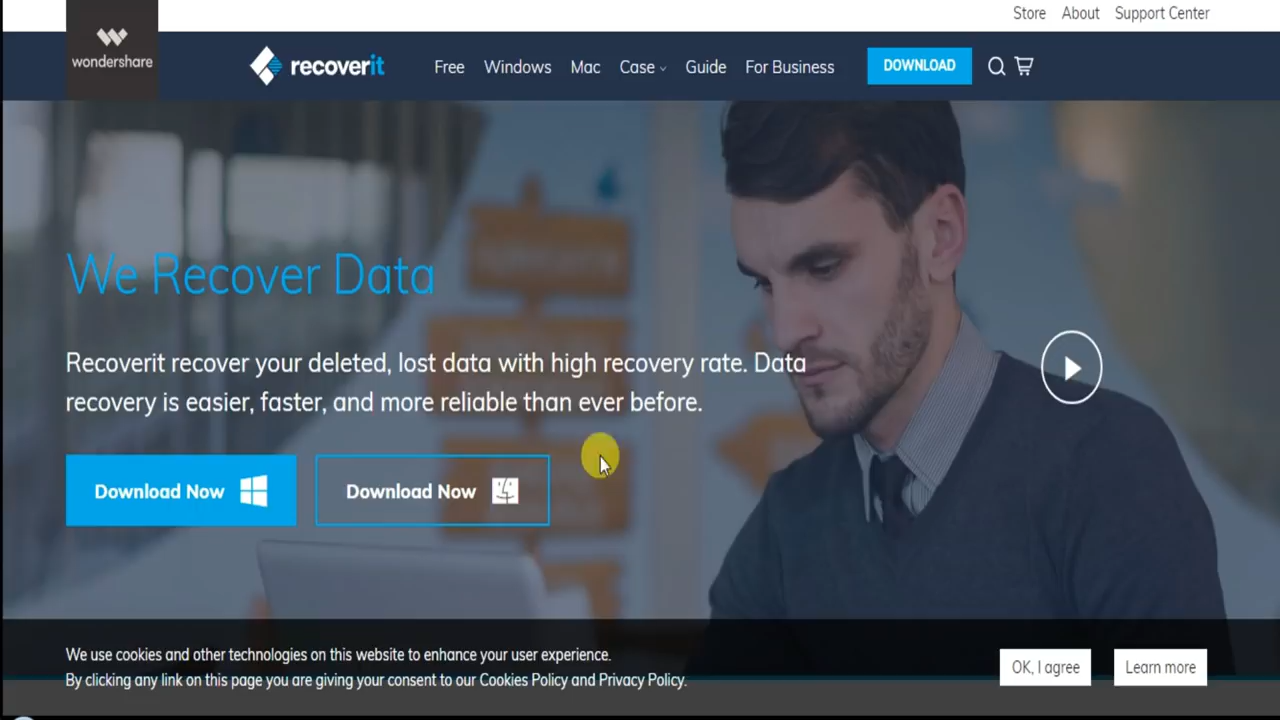 Store About Support Center
wondershare
recoverit Free Windows Mac Case Guide For Business DOWNLOAD
We Recover Data
Recoverit recover your deleted, lost data with high recovery rate. Data
recovery is easier, faster, and more reliable than ever before.
Download Now Download Now
We use cookies and other technologies on this website to enhance your user experience.
By clicking any link on this page you are giving your consent to our Cookies Policy and Privacy Policy.
OK, I agree Learn more